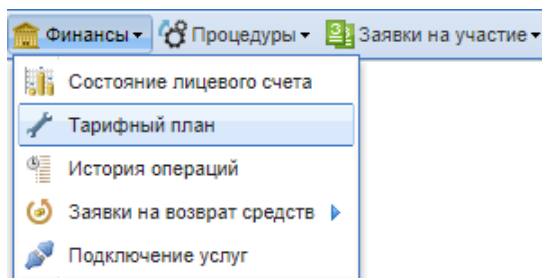 Финансы Процедуры Заявки на участие
Состояние лицевого счета
Тарифный план
История операций
Заявки на возврат средств
Подключение услуг